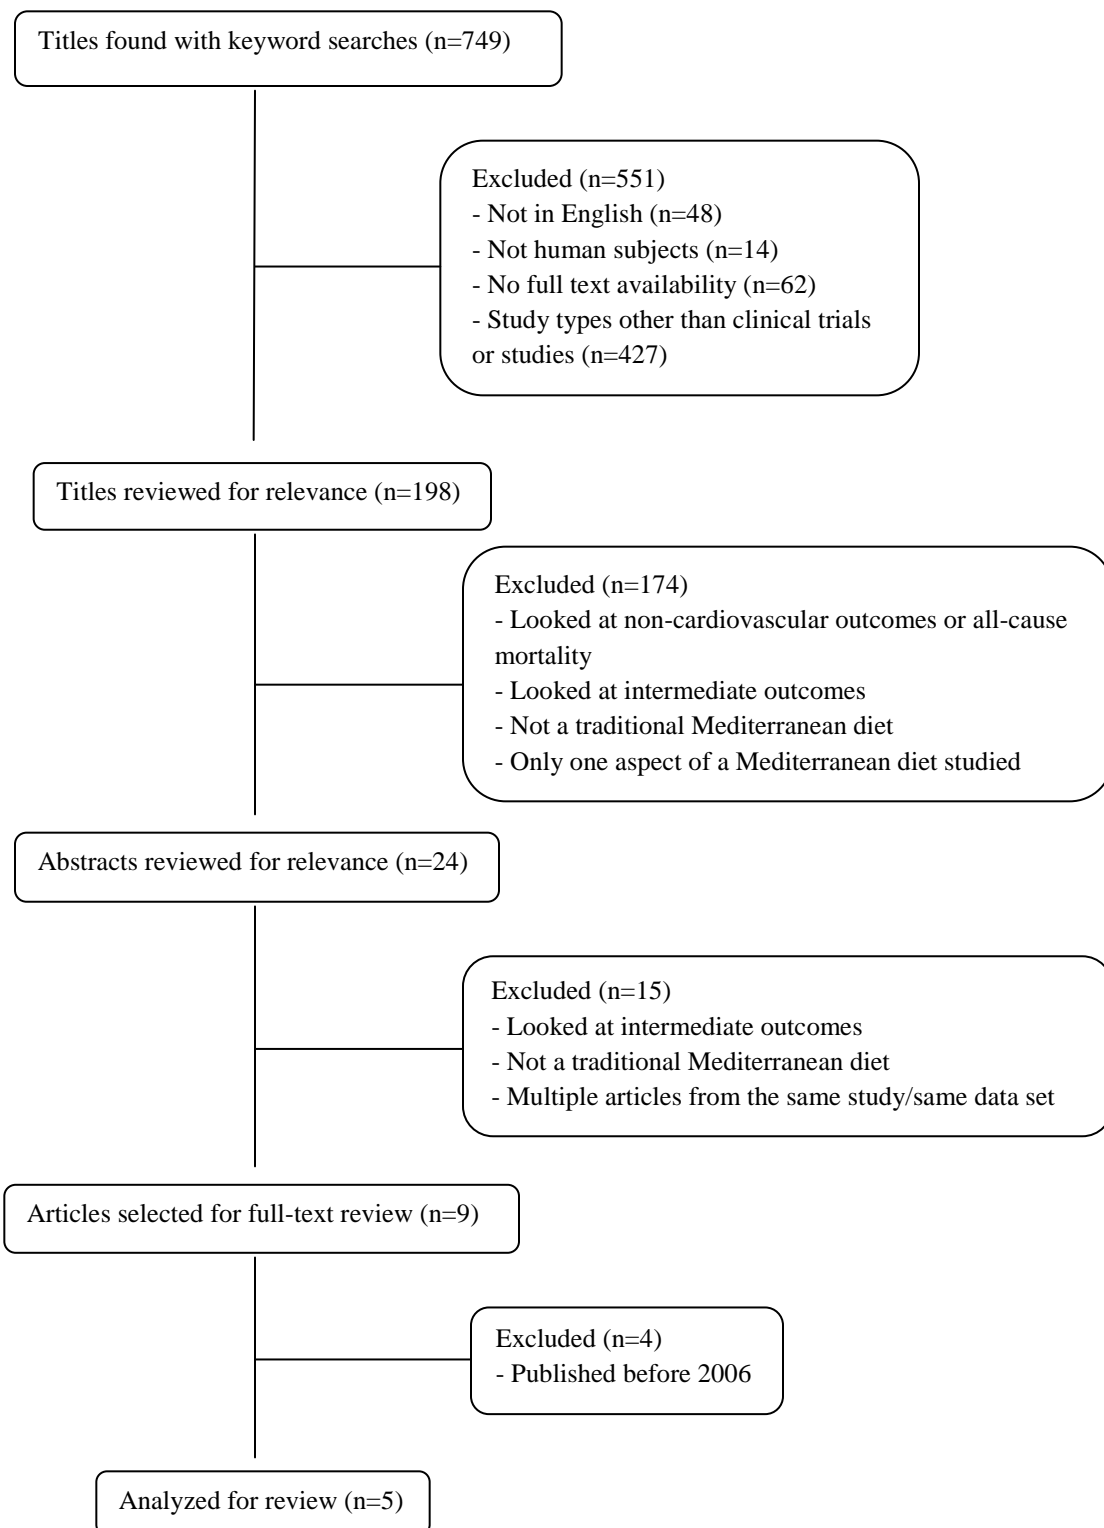 Titles found with keyword searches (n=749)
Excluded (n=551)
- Not in English (n=48)
- Not human subjects (n=14)
- No full text availability (n=62)
- Study types other than clinical trials
or studies (n=427)
Titles reviewed for relevance (n=198)
Excluded (n=174)
- Looked at non-cardiovascular outcomes or all-cause
mortality
- Looked at intermediate outcomes
- Not a traditional Mediterranean diet
- Only one aspect of a Mediterranean diet studied
Abstracts reviewed for relevance (n=24)
Excluded (n=15)
- Looked at intermediate outcomes
- Not a traditional Mediterranean diet
- Multiple articles from the same study/same data set
Articles selected for full-text review (n=9)
Excluded (n=4)
- Published before 2006
Analyzed for review (n=5)